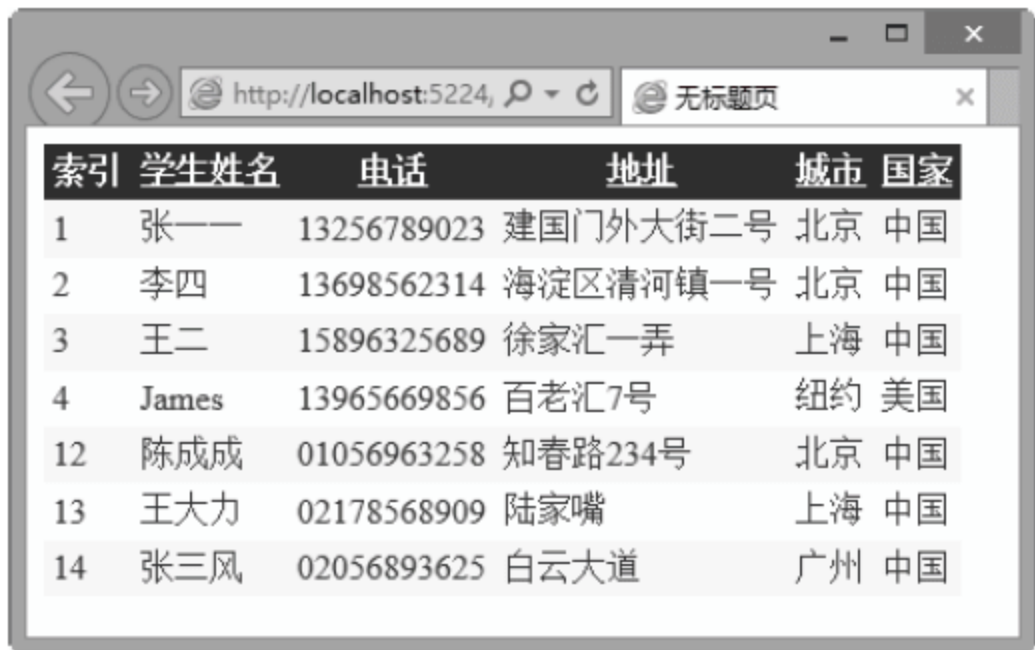 http://localhost:5224/ 无标题页
索引 学生姓名 电话 地址 城市 国家
1 张一一 13256789023 建国门外大街二号 北京 中国
2 李四 13698562314 海淀区清河镇一号 北京 中国
3 王二 15896325689 徐家汇一弄 上海 中国
4 James 13965669856 百老汇7号 纽约 美国
12 陈成成 01056963258 知春路234号 北京 中国
13 王大力 02178568909 陆家嘴 上海 中国
14 张三风 02056893625 白云大道 广州 中国